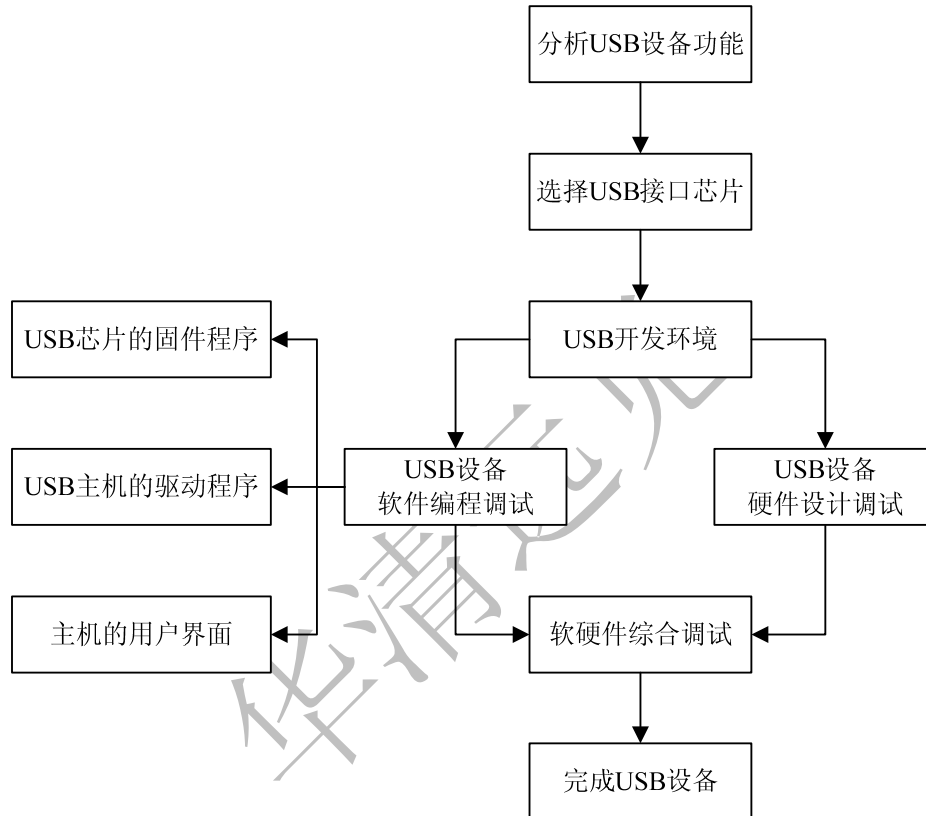 分析USB设备功能
选择USB接口芯片
USB开发环境
USB芯片的固件程序
USB主机的驱动程序
主机的用户界面
USB设备
软件编程调试
USB设备
硬件设计调试
软硬件综合调试
完成USB设备
华清远见